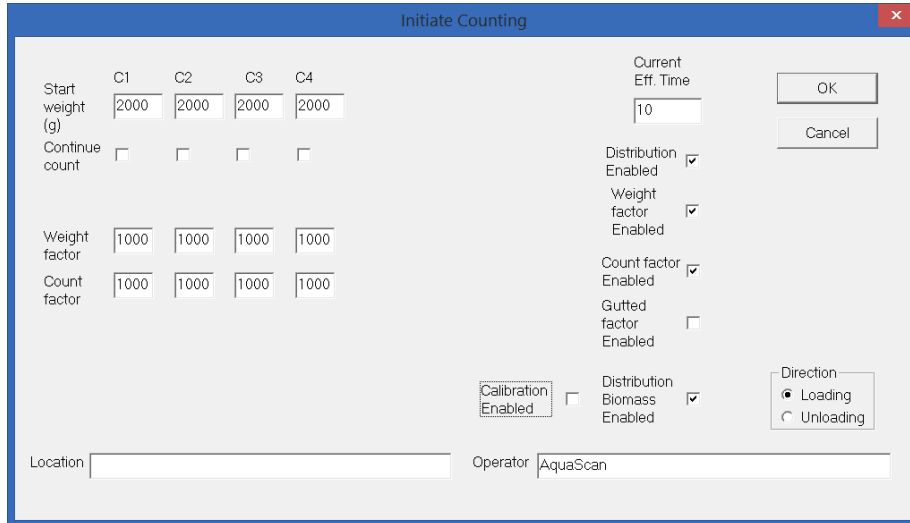 Initiate Counting
x
C1 C2 C3 C4
Start
weight
(g)
2000 2000 2000 2000
Continue
count
Weight
factor
1000 1000 1000 1000
Count
factor
1000 1000 1000 1000
Current
Eff. Time
10
Distribution
Enabled
Weight
factor
Enabled
Count factor
Enabled
Gutted
factor
Enabled
Calibration
Enabled
Distribution
Biomass
Enabled
OK
Cancel
Direction
Loading
Unloading
Location
Operator AquaScan